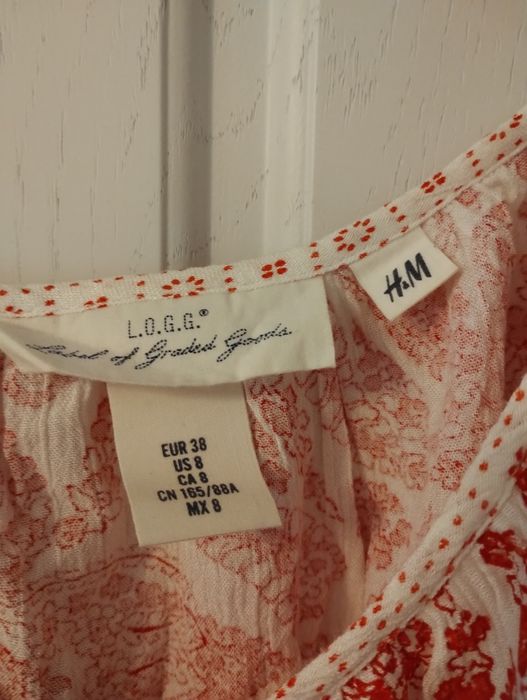 L.O.G.G.®
Label of Graded Goods
H&M
EUR 38
US 8
CA 8
CN 165/88A
MX 8